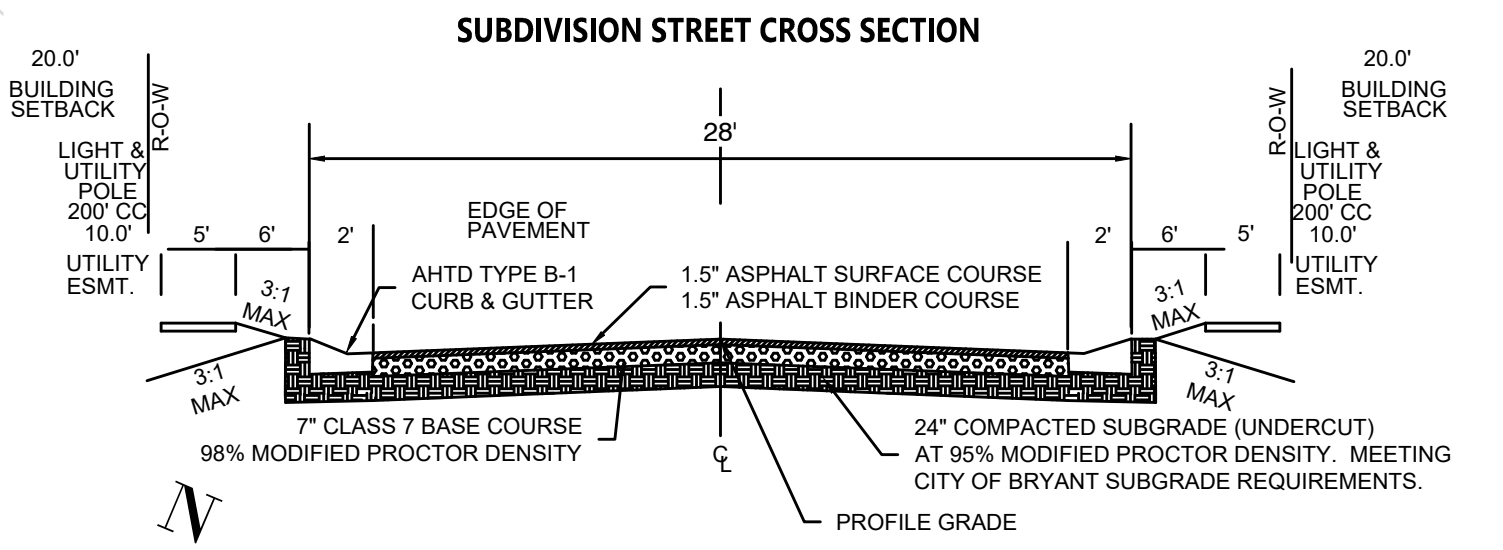 SUBDIVISION STREET CROSS SECTION
20.0'
BUILDING
SETBACK
R-O-W
LIGHT &
UTILITY
POLE
200' CC
10.0'
UTILITY
ESMT.
5'
6'
2'
28'
EDGE OF
PAVEMENT
AHTD TYPE B-1
CURB & GUTTER
1.5" ASPHALT SURFACE COURSE
1.5" ASPHALT BINDER COURSE
2'
6'
5'
20.0'
BUILDING
SETBACK
R-O-W
LIGHT &
UTILITY
POLE
200' CC
10.0'
UTILITY
ESMT.
3:1
MAX
3:1
MAX
3:1
MAX
3:1
MAX
7" CLASS 7 BASE COURSE
98% MODIFIED PROCTOR DENSITY
CL
24" COMPACTED SUBGRADE (UNDERCUT)
AT 95% MODIFIED PROCTOR DENSITY. MEETING
CITY OF BRYANT SUBGRADE REQUIREMENTS.
PROFILE GRADE
N